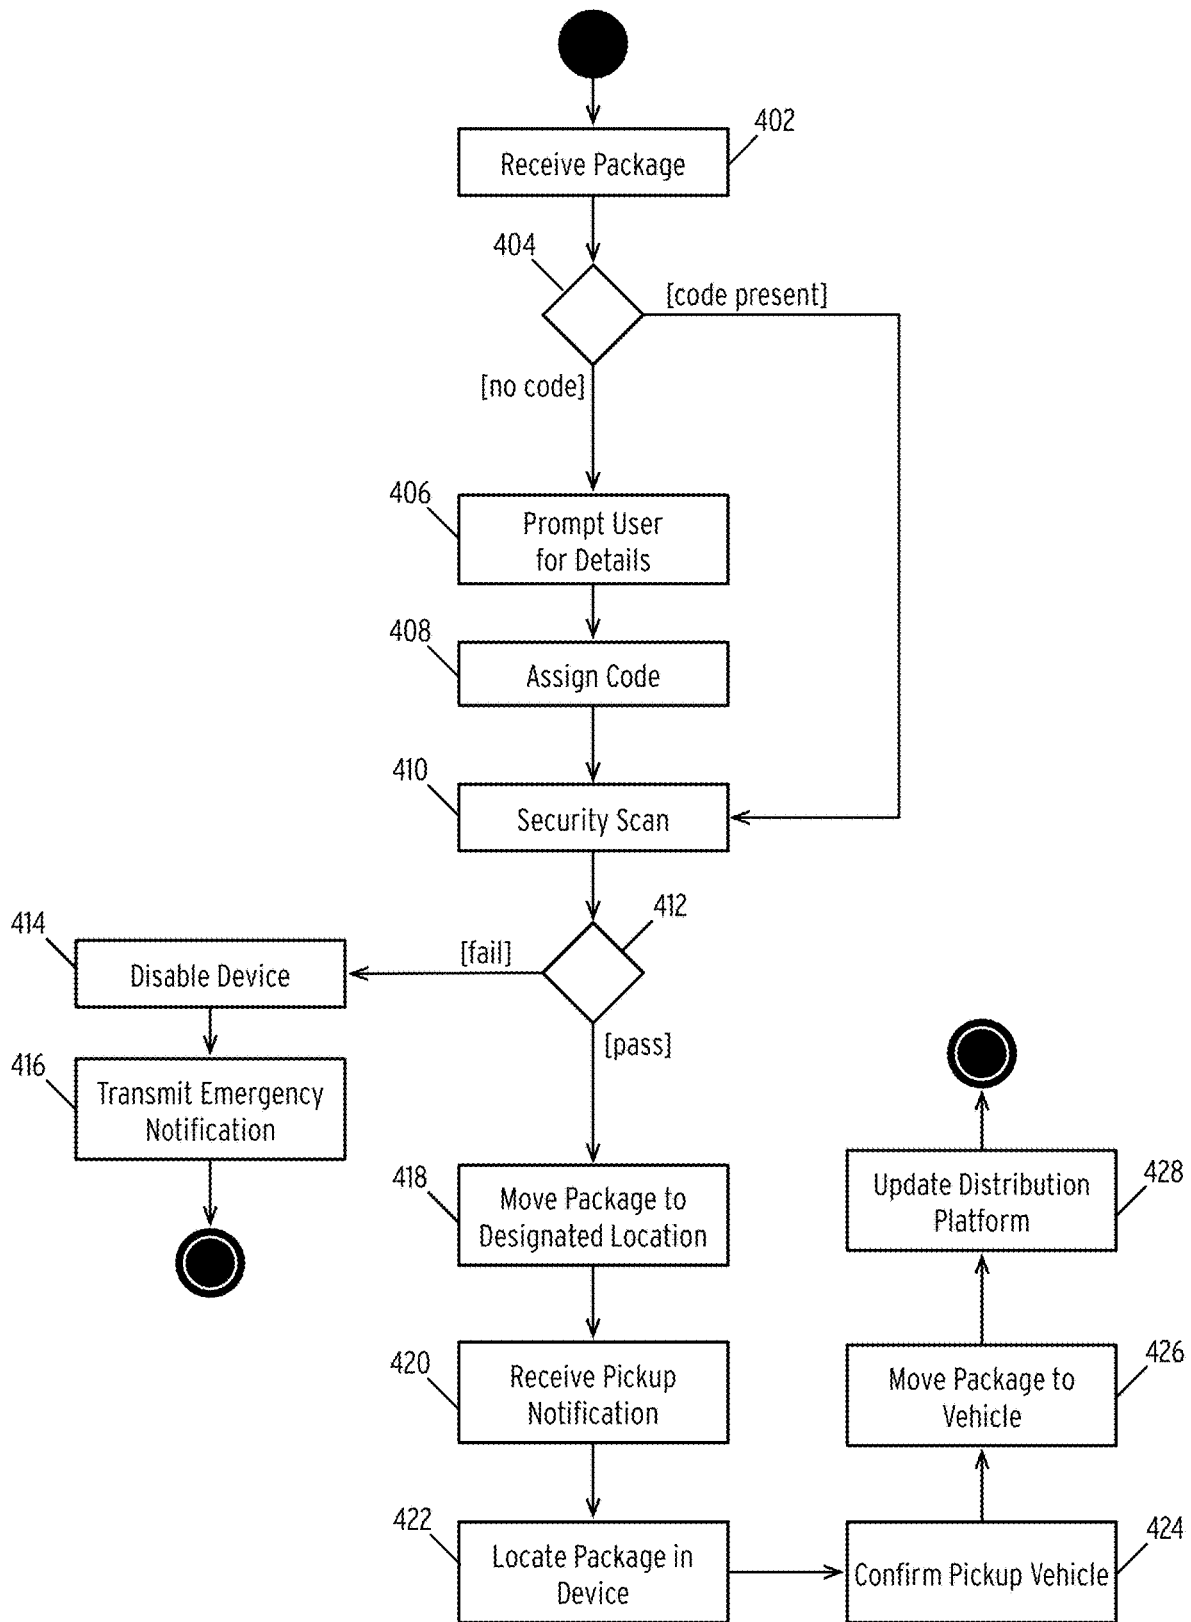 402
Receive Package
404
[code present]
[no code]
406
Prompt User
for Details
408
Assign Code
410
Security Scan
412
414
[fail]
Disable Device
[pass]
416
Transmit Emergency
Notification
418
Move Package to
Designated Location
428
Update Distribution
Platform
420
Receive Pickup
Notification
426
Move Package to
Vehicle
422
Locate Package in
Device
424
Confirm Pickup Vehicle